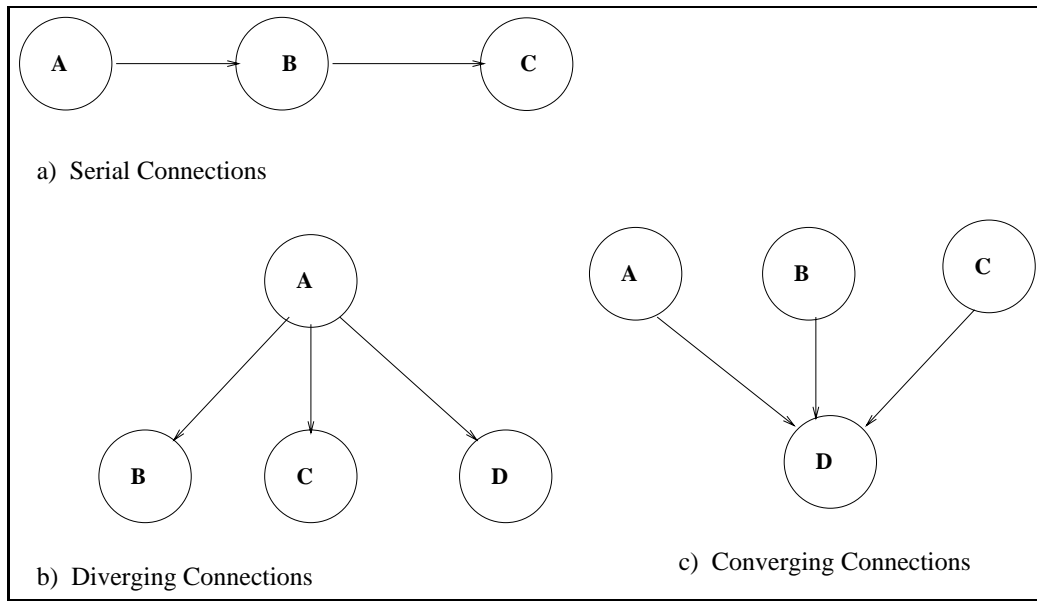 A B C
a) Serial Connections
A
B C D
b) Diverging Connections
A B C
D
c) Converging Connections